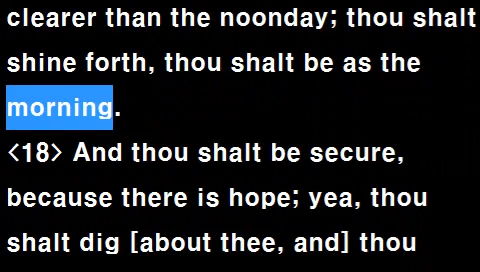 clearer than the noonday; thou shalt
shine forth, thou shalt be as the
morning.
<18> And thou shalt be secure,
because there is hope; yea, thou
shalt dig [about thee, and] thou